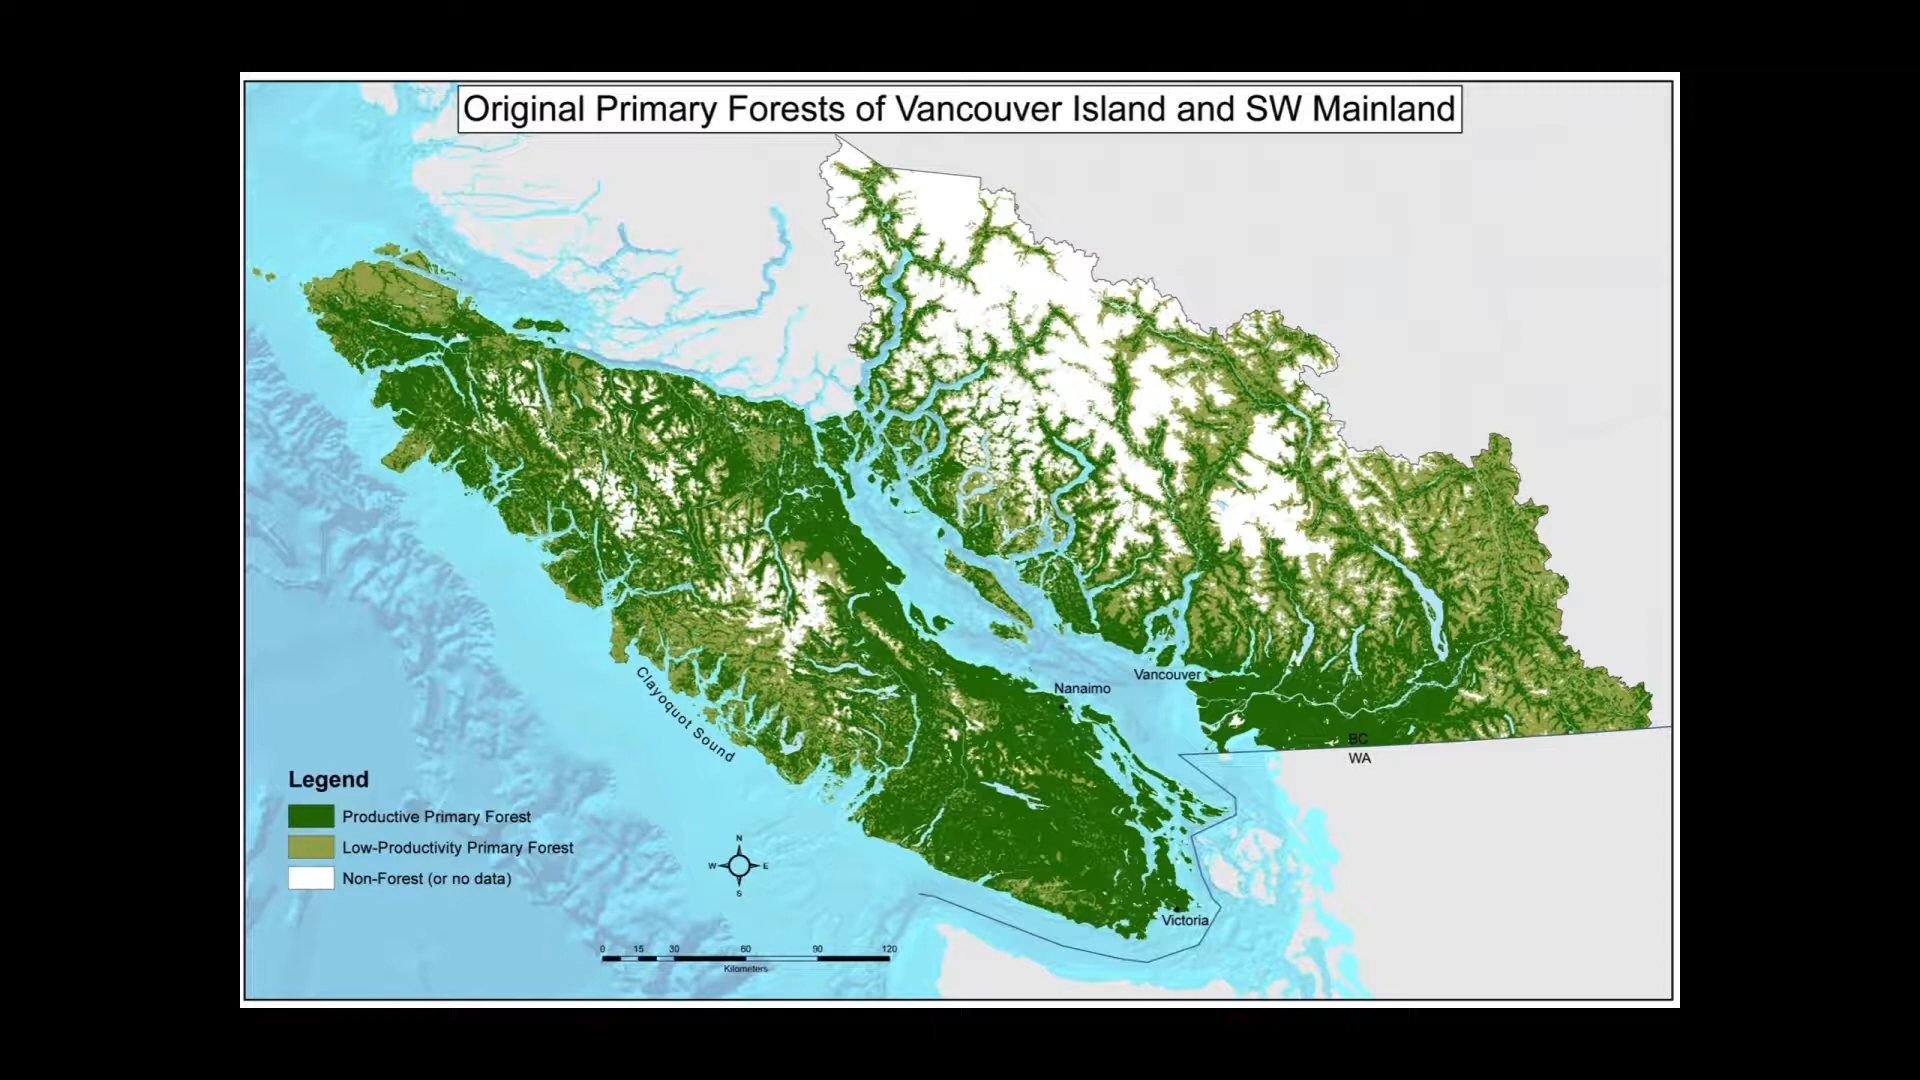 Original Primary Forests of Vancouver Island and SW Mainland
Vancouver
Nanaimo
Clayoquot Sound
BC
WA
Legend
Productive Primary Forest
Low-Productivity Primary Forest
Non-Forest (or no data)
N
W E
S
Victoria
0 15 30 60 90 120
Kilometers